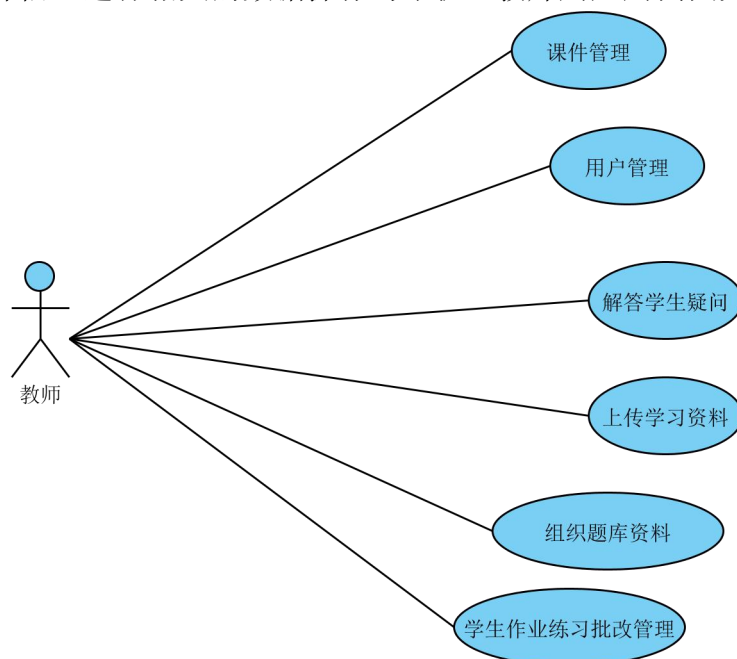 课件管理
用户管理
解答学生疑问
教师
上传学习资料
组织题库资料
学生作业练习批改管理